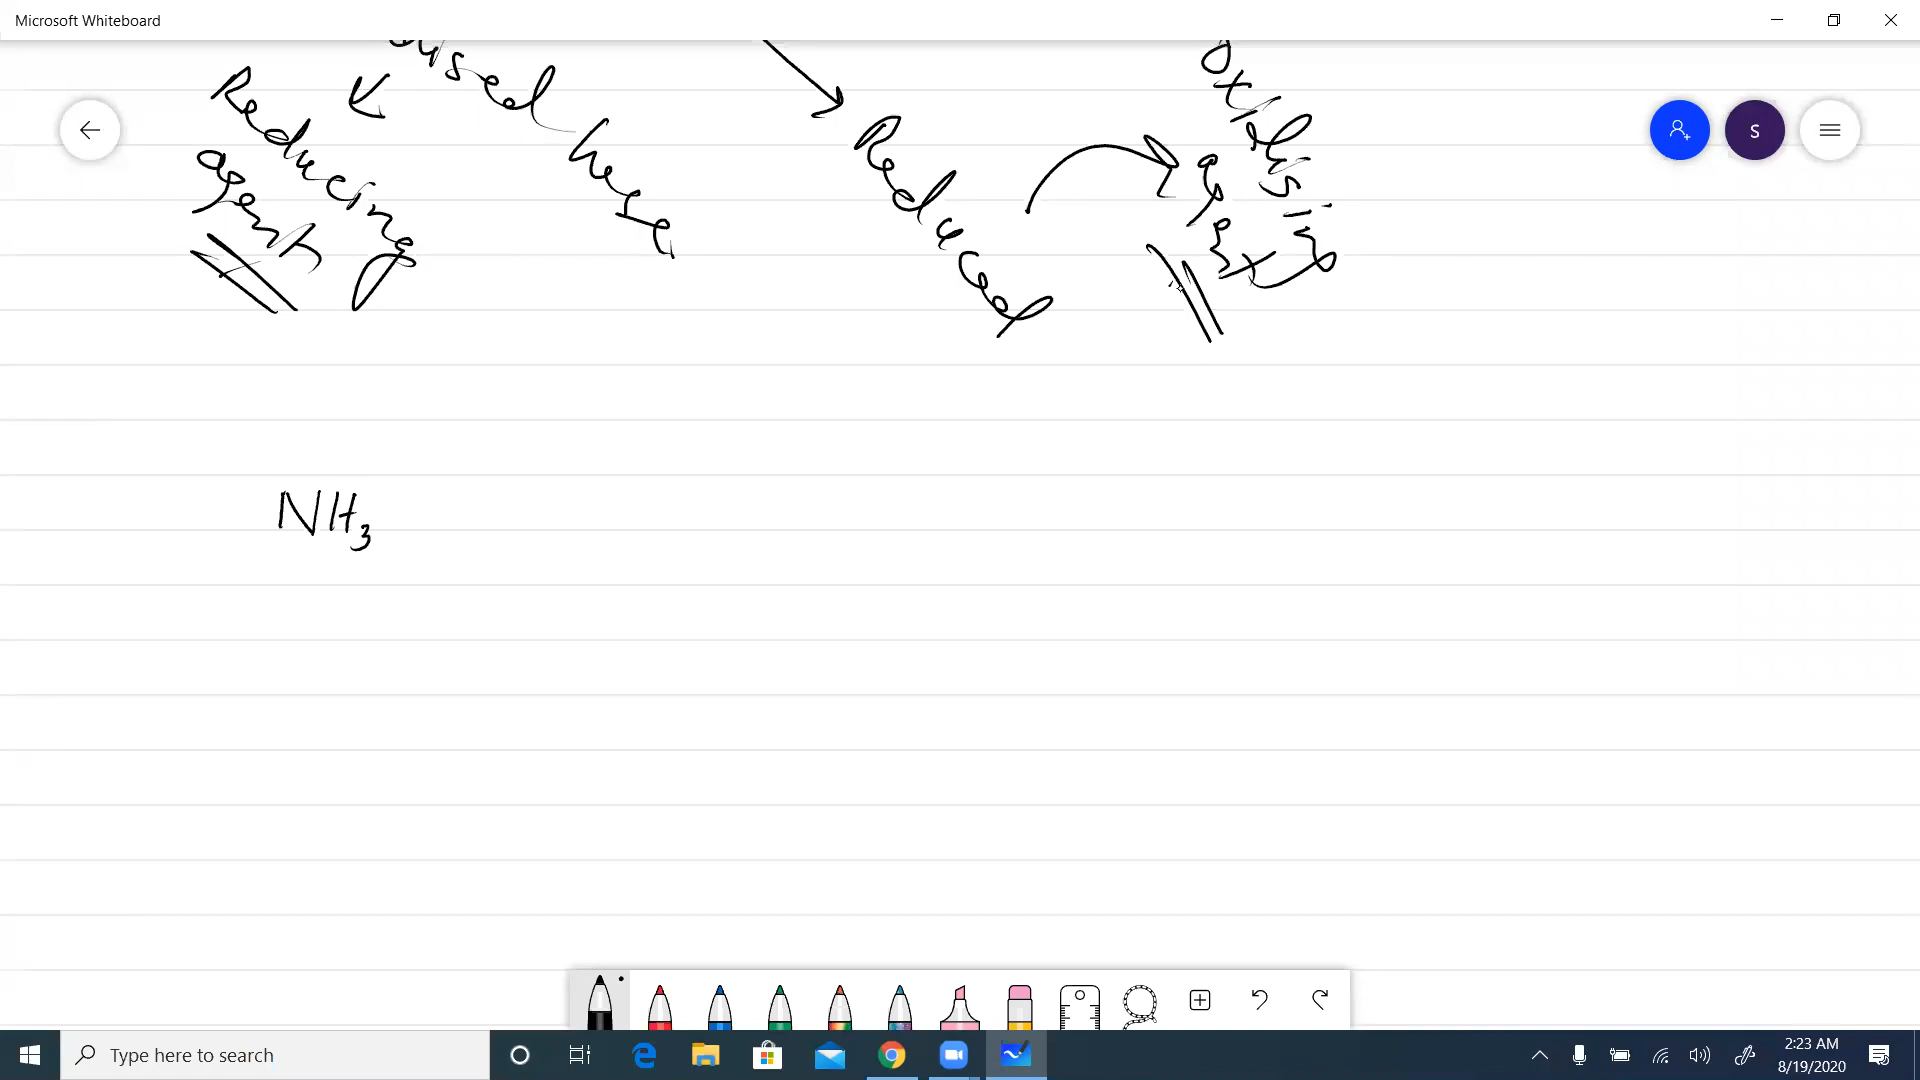 Microsoft Whiteboard
Reducing
agent
ised here
Reduced
Oxidising
agent
S
NH3
Type here to search
2:23 AM
8/19/2020